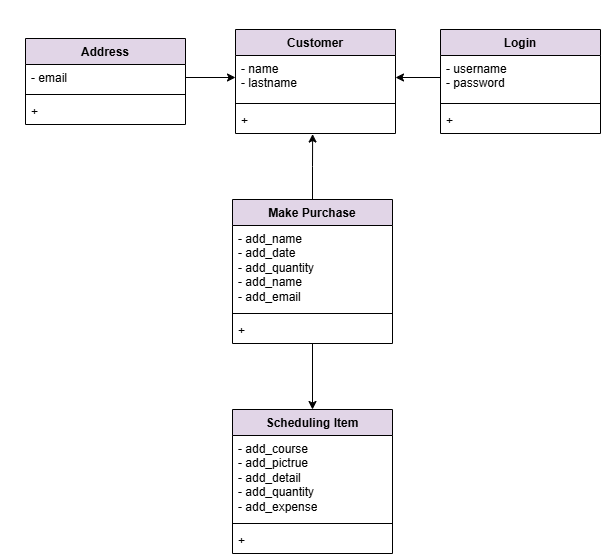 Address
- email
+
Customer
- name
- lastname
+
Login
- username
- password
+
Make Purchase
- add_name
- add_date
- add_quantity
- add_name
- add_email
+
Scheduling Item
- add_course
- add_pictrue
- add_detail
- add_quantity
- add_expense
+